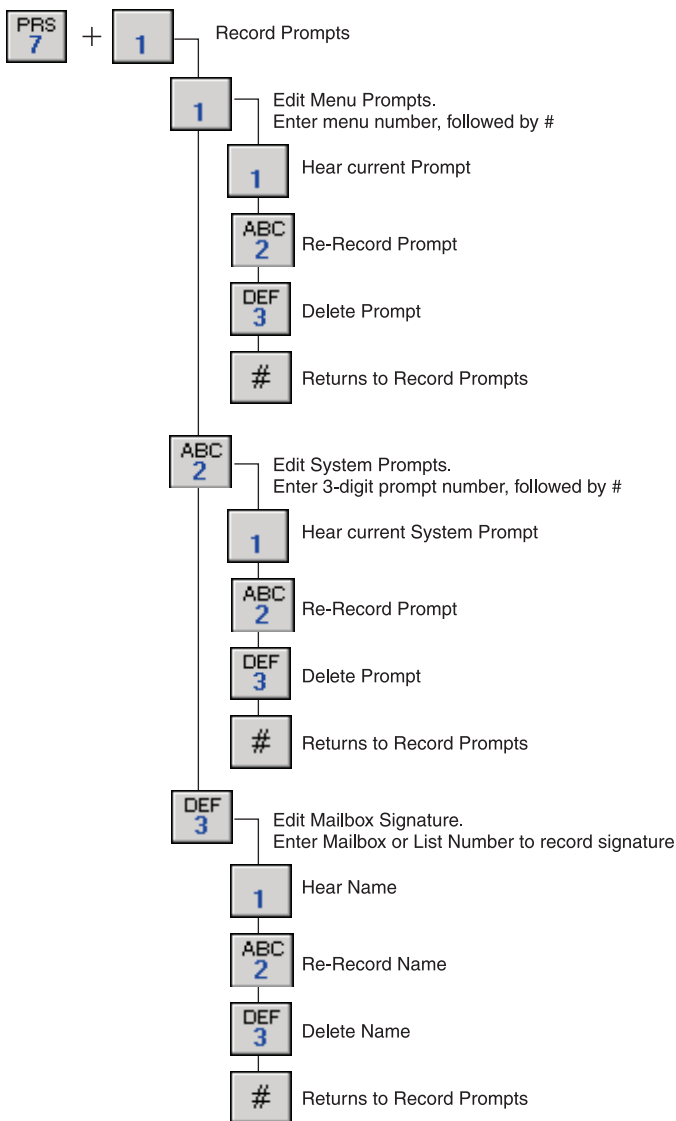 PRS
7 + 1 Record Prompts
1 Edit Menu Prompts.
Enter menu number, followed by #
1 Hear current Prompt
ABC
2 Re-Record Prompt
DEF
3 Delete Prompt
# Returns to Record Prompts
ABC
2 Edit System Prompts.
Enter 3-digit prompt number, followed by #
1 Hear current System Prompt
ABC
2 Re-Record Prompt
DEF
3 Delete Prompt
# Returns to Record Prompts
DEF
3 Edit Mailbox Signature.
Enter Mailbox or List Number to record signature
1 Hear Name
ABC
2 Re-Record Name
DEF
3 Delete Name
# Returns to Record Prompts